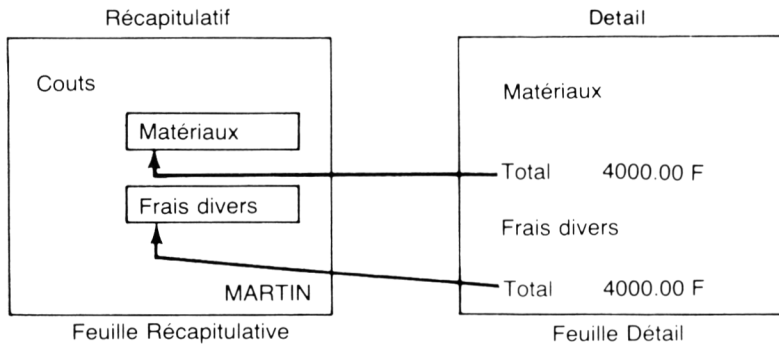 Récapitulatif
Couts
Matériaux
Frais divers
MARTIN
Feuille Récapitulative
Detail
Matériaux
Total 4000.00 F
Frais divers
Total 4000.00 F
Feuille Détail